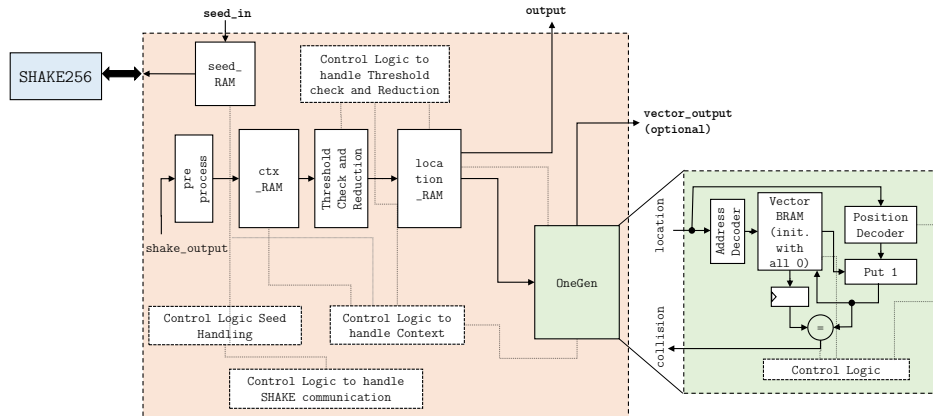 seed_in
output
SHAKE256
seed_
RAM
Control Logic to
handle Threshold
check and Reduction
vector_output
(optional)
pre
process
ctx
_RAM
Threshold
Check and
Reduction
loca
tion
_RAM
shake_output
OneGen
Control Logic Seed
Handling
Control Logic to
handle Context
Control Logic to handle
SHAKE communication
location
Address
Decoder
Vector
BRAM
(init.
with
all 0)
Position
Decoder
Put 1
=
collision
Control Logic